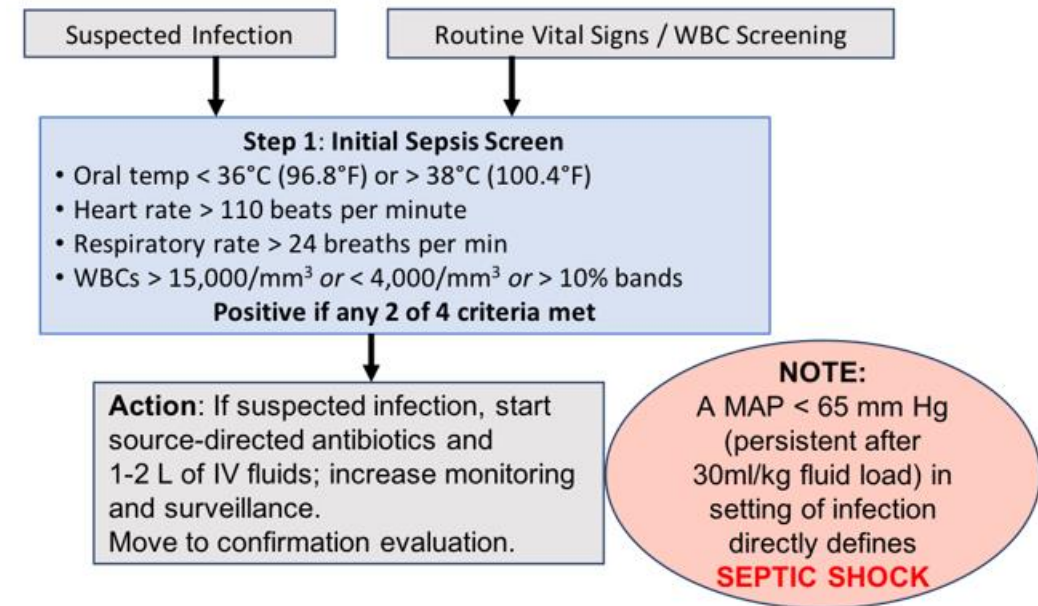 Suspected Infection
Routine Vital Signs / WBC Screening
Step 1: Initial Sepsis Screen
• Oral temp < 36°C (96.8°F) or > 38°C (100.4°F)
• Heart rate > 110 beats per minute
• Respiratory rate > 24 breaths per min
• WBCs > 15,000/mm³ or < 4,000/mm³ or > 10% bands
Positive if any 2 of 4 criteria met
Action: If suspected infection, start
source-directed antibiotics and
1-2 L of IV fluids; increase monitoring
and surveillance.
Move to confirmation evaluation.
NOTE:
A MAP < 65 mm Hg
(persistent after
30ml/kg fluid load) in
setting of infection
directly defines
SEPTIC SHOCK